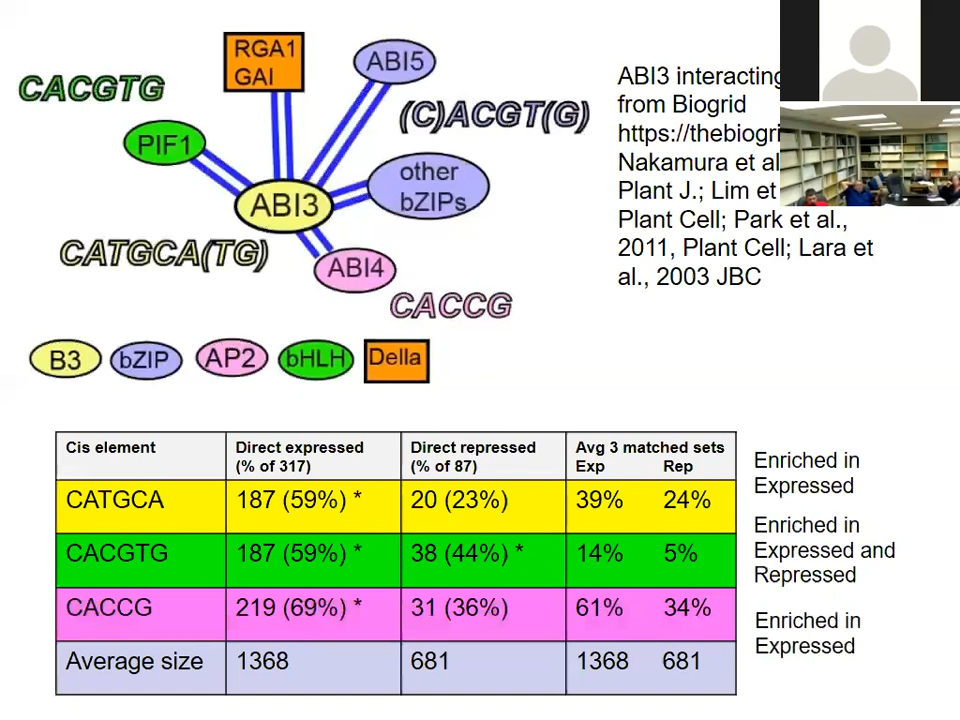 RGA1
GAI
ABI5
CACGTG
(C)ACGT(G)
PIF1
other
bZIPs
ABI3
CATGCA(TG)
ABI4
CACCG
B3
bZIP
AP2
bHLH
Della
ABI3 interacting
from Biogrid
https://thebiogri
Nakamura et al
Plant J.; Lim et
Plant Cell; Park et al.,
2011, Plant Cell; Lara et
al., 2003 JBC
Cis element Direct expressed Direct repressed Avg 3 matched sets
(% of 317) (% of 87) Exp Rep
CATGCA 187 (59%) * 20 (23%) 39% 24%
CACGTG 187 (59%) * 38 (44%) * 14% 5%
CACCG 219 (69%) * 31 (36%) 61% 34%
Average size 1368 681 1368 681
Enriched in
Expressed
Enriched in
Expressed and
Repressed
Enriched in
Expressed